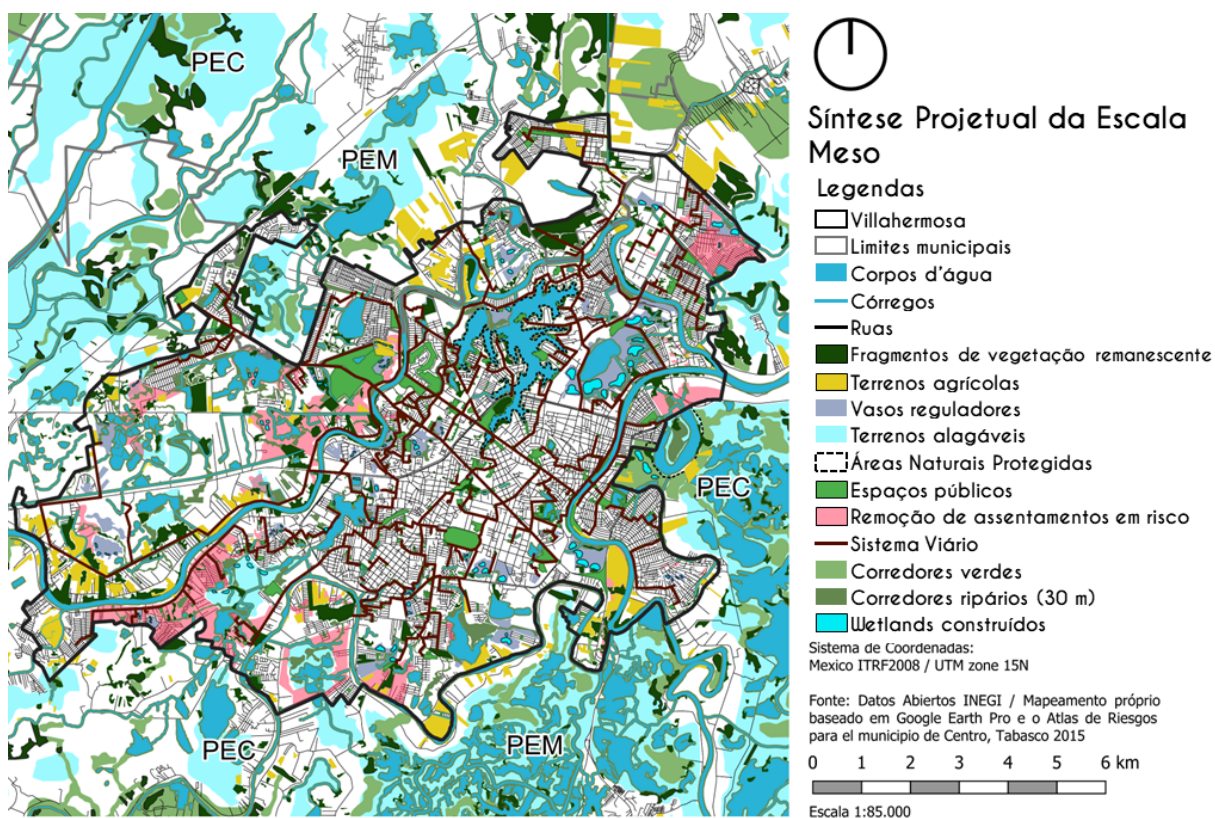 PEC
PEM
PEC
PEC
PEM
Síntese Projetual da Escala
Meso
Legendas
Villahermosa
Limites municipais
Corpos d'água
Córregos
Ruas
Fragmentos de vegetação remanescente
Terrenos agrícolas
Vasos reguladores
Terrenos alagáveis
Áreas Naturais Protegidas
Espaços públicos
Remoção de assentamentos em risco
Sistema Viário
Corredores verdes
Corredores ripários (30 m)
Wetlands construídos
Sistema de Coordenadas:
Mexico ITRF2008 / UTM zone 15N
Fonte: Datos Abiertos INEGI / Mapeamento próprio
baseado em Google Earth Pro e o Atlas de Riesgos
para el municipio de Centro, Tabasco 2015
0 1 2 3 4 5 6 km
Escala 1:85.000